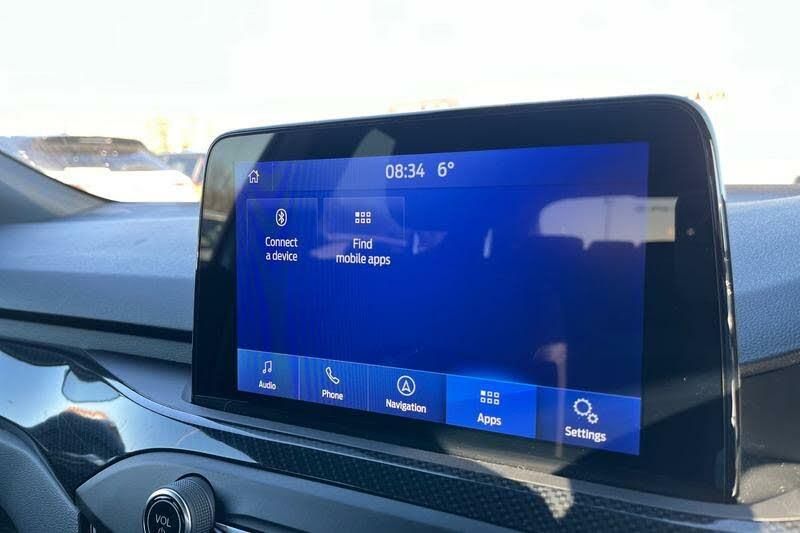 08:34 6°
Connect
a device
Find
mobile apps
Audio
Phone
Navigation
Apps
Settings
VOL